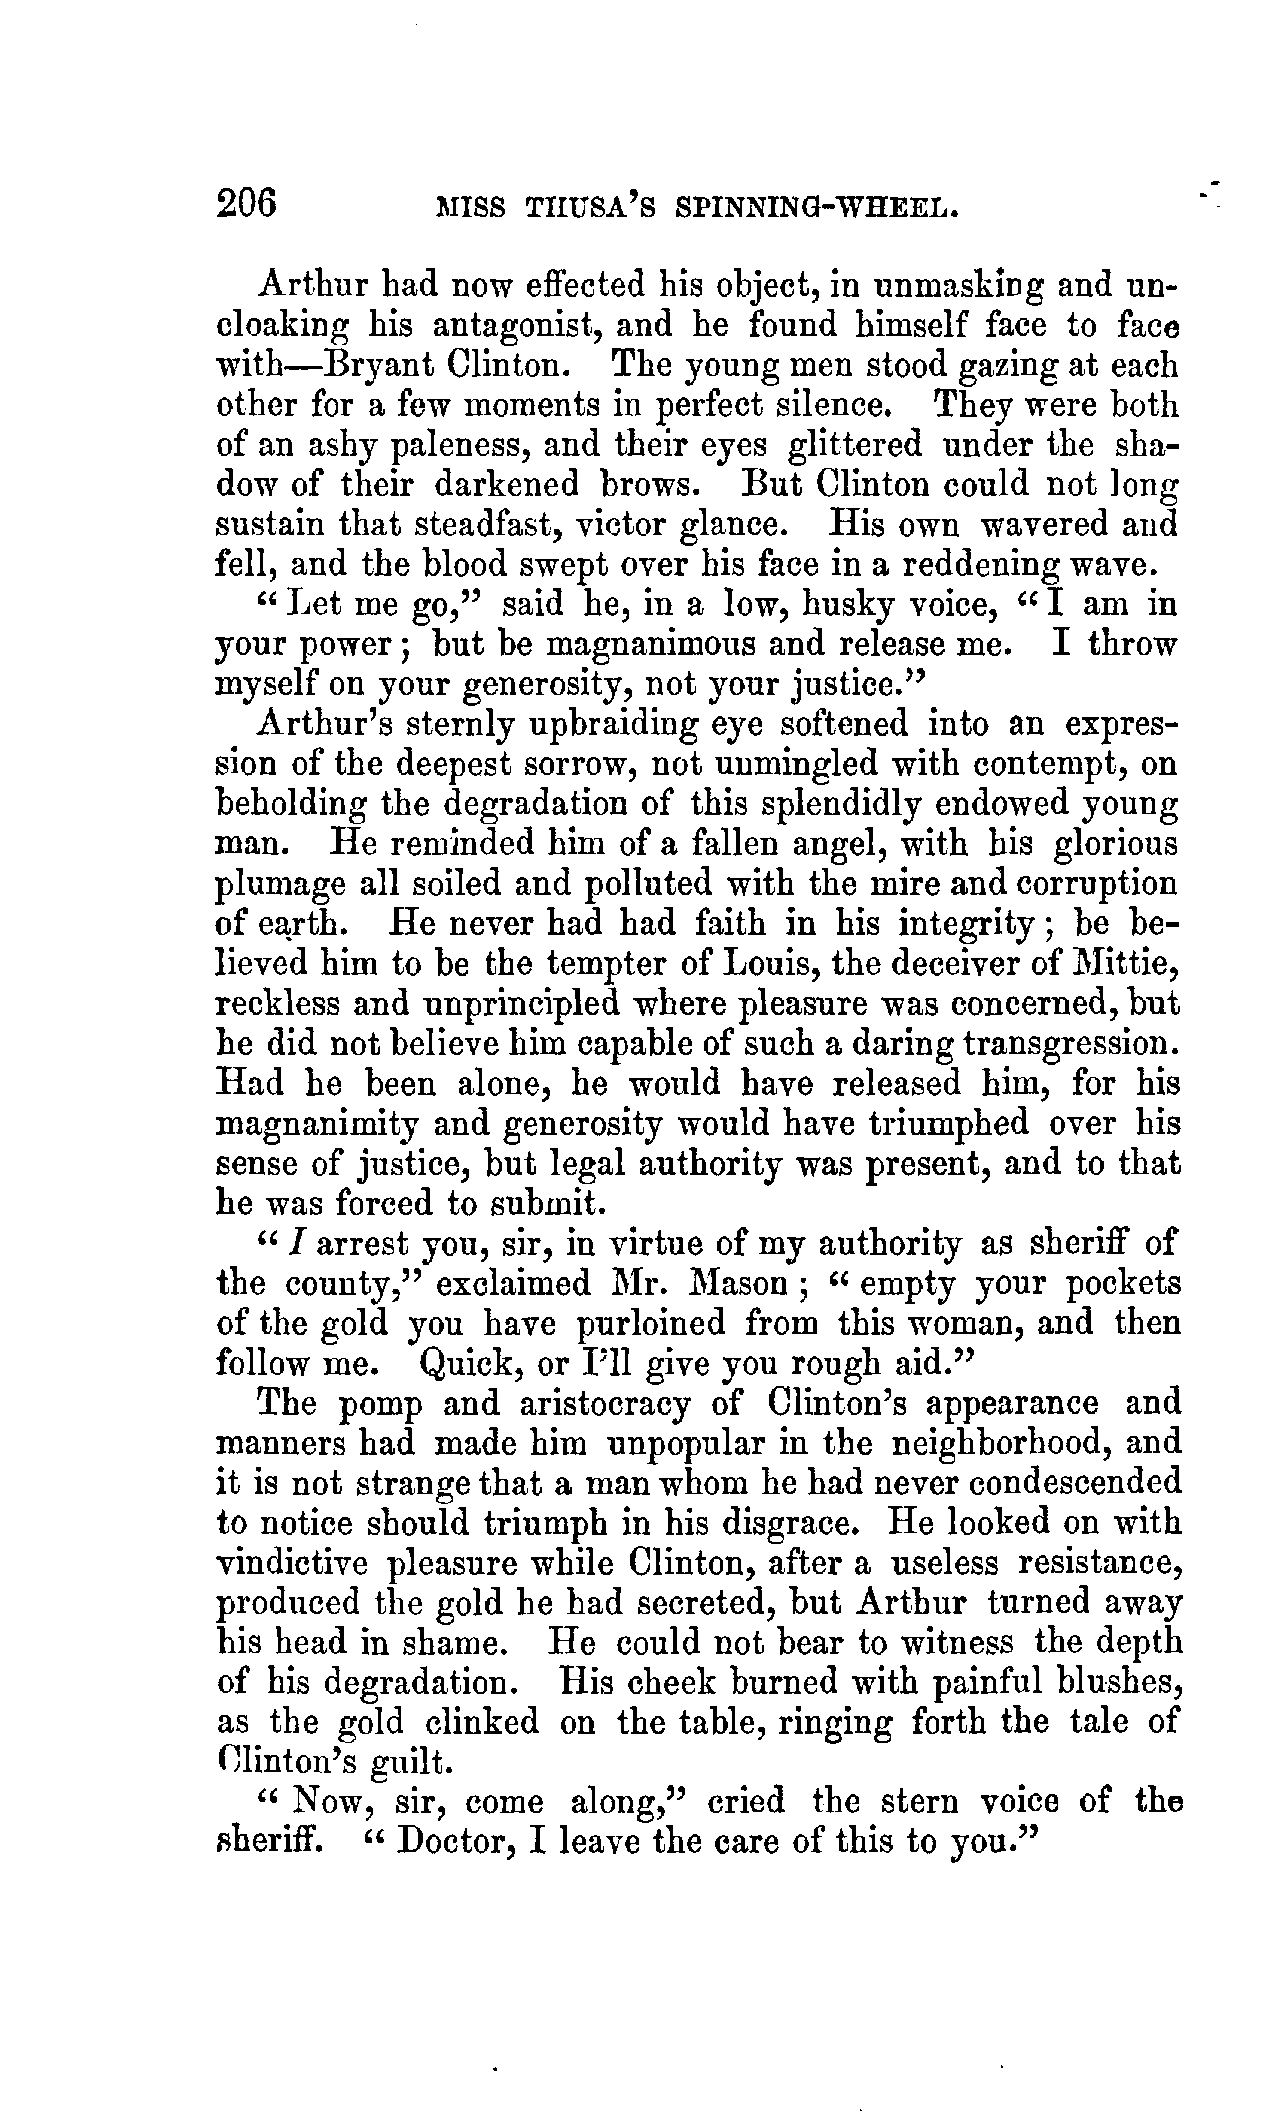 206 MISS THUSA'S SPINNING-WHEEL.
Arthur had now effected his object, in unmasking and un-
cloaking his antagonist, and he found himself face to face
with—Bryant Clinton. The young men stood gazing at each
other for a few moments in perfect silence. They were both
of an ashy paleness, and their eyes glittered under the sha-
dow of their darkened brows. But Clinton could not long
sustain that steadfast, victor glance. His own wavered and
fell, and the blood swept over his face in a reddening wave.
"Let me go," said he, in a low, husky voice, "I am in
your power; but be magnanimous and release me. I throw
myself on your generosity, not your justice."
Arthur's sternly upbraiding eye softened into an expres-
sion of the deepest sorrow, not unmingled with contempt, on
beholding the degradation of this splendidly endowed young
man. He reminded him of a fallen angel, with his glorious
plumage all soiled and polluted with the mire and corruption
of earth. He never had had faith in his integrity; he be-
lieved him to be the tempter of Louis, the deceiver of Mittie,
reckless and unprincipled where pleasure was concerned, but
he did not believe him capable of such a daring transgression.
Had he been alone, he would have released him, for his
magnanimity and generosity would have triumphed over his
sense of justice, but legal authority was present, and to that
he was forced to submit.
"I arrest you, sir, in virtue of my authority as sheriff of
the county," exclaimed Mr. Mason; "empty your pockets
of the gold you have purloined from this woman, and then
follow me. Quick, or I'll give you rough aid."
The pomp and aristocracy of Clinton's appearance and
manners had made him unpopular in the neighborhood, and
it is not strange that a man whom he had never condescended
to notice should triumph in his disgrace. He looked on with
vindictive pleasure while Clinton, after a useless resistance,
produced the gold he had secreted, but Arthur turned away
his head in shame. He could not bear to witness the depth
of his degradation. His cheek burned with painful blushes,
as the gold clinked on the table, ringing forth the tale of
Clinton's guilt.
"Now, sir, come along," cried the stern voice of the
sheriff. "Doctor, I leave the care of this to you."